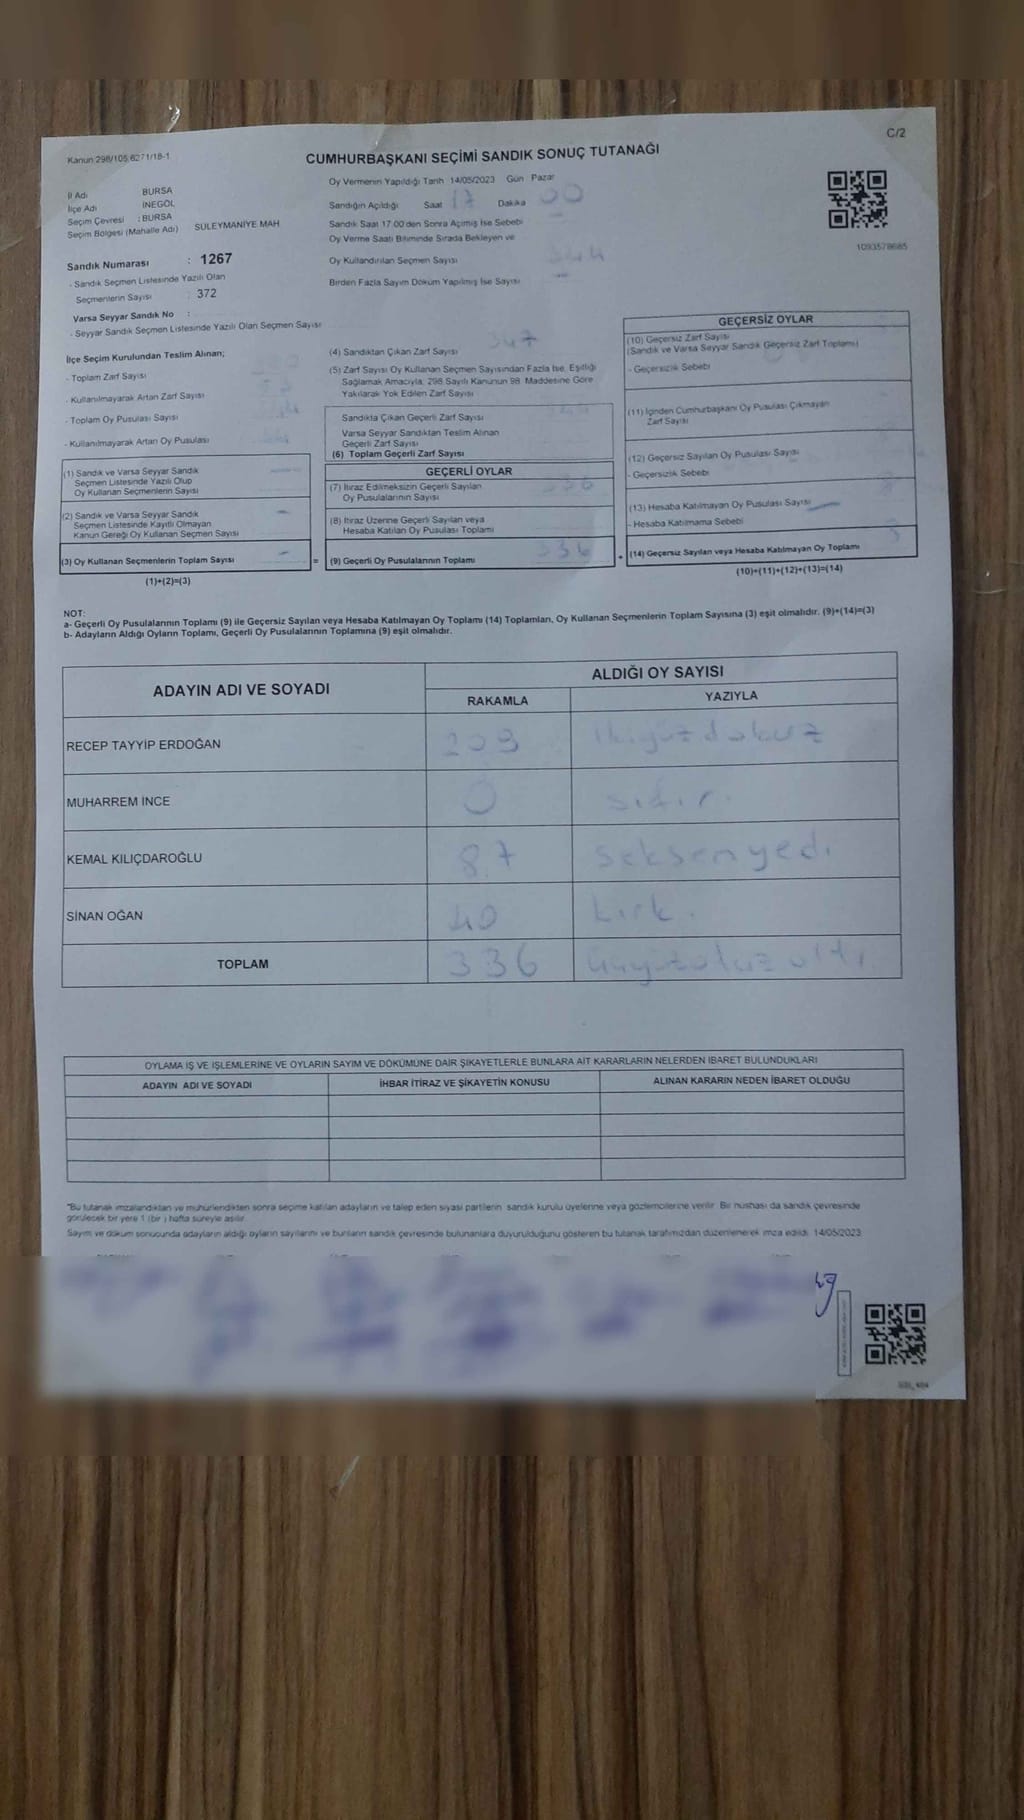 C/2
Kanun 298/105,6271/18-1
CUMHURBAŞKANI SEÇİMİ SANDIK SONUÇ TUTANAĞI
Oy Vermenin Yapıldığı Tarih 14/05/2023 Gün Pazar
İl Adı BURSA
İlçe Adı İNEGÖL
Seçim Çevresi : BURSA
Seçim Bölgesi (Mahalle Adı) SÜLEYMANİYE MAH
Sandığın Açıldığı Saat 17 Dakika 00
Sandık Saat 17:00'den Sonra Açılmış İse Sebebi
Oy Verme Saati Bitiminde Sırada Bekleyen ve
Oy Kullandırılan Seçmen Sayısı
Birden Fazla Sayım Döküm Yapılmış İse Sayısı
1093578685
Sandık Numarası : 1267
- Sandık Seçmen Listesinde Yazılı Olan
Seçmenlerin Sayısı : 372
Varsa Seyyar Sandık No :
- Seyyar Sandık Seçmen Listesinde Yazılı Olan Seçmen Sayısı
İlçe Seçim Kurulundan Teslim Alınan;
- Toplam Zarf Sayısı
- Kullanılmayarak Artan Zarf Sayısı
- Toplam Oy Pusulası Sayısı
- Kullanılmayarak Artan Oy Pusulası
(1) Sandık ve Varsa Seyyar Sandık
Seçmen Listesinde Yazılı Olup
Oy Kullanan Seçmenlerin Sayısı
(2) Sandık ve Varsa Seyyar Sandık
Seçmen Listesinde Kayıtlı Olmayan
Kanun Gereği Oy Kullanan Seçmen Sayısı
(3) Oy Kullanan Seçmenlerin Toplam Sayısı
(1)+(2)=(3)
(4) Sandıktan Çıkan Zarf Sayısı 347
(5) Zarf Sayısı Oy Kullanan Seçmen Sayısından Fazla İse, Eşitliği
Sağlamak Amacıyla, 298 Sayılı Kanunun 98. Maddesine Göre
Yakılarak Yok Edilen Zarf Sayısı
Sandıkta Çıkan Geçerli Zarf Sayısı
Varsa Seyyar Sandıktan Teslim Alınan
Geçerli Zarf Sayısı
(6) Toplam Geçerli Zarf Sayısı
GEÇERLİ OYLAR
(7) İtiraz Edilmeksizin Geçerli Sayılan
Oy Pusulalarının Sayısı 336
(8) İtiraz Üzerine Geçerli Sayılan veya
Hesaba Katılan Oy Pusulası Toplamı
= (9) Geçerli Oy Pusulalarının Toplamı 336
GEÇERSİZ OYLAR
(10) Geçersiz Zarf Sayısı
(Sandık ve Varsa Seyyar Sandık Geçersiz Zarf Toplamı)
- Geçersizlik Sebebi
(11) İçinden Cumhurbaşkanı Oy Pusulası Çıkmayan
Zarf Sayısı
(12) Geçersiz Sayılan Oy Pusulası Sayısı
- Geçersizlik Sebebi
(13) Hesaba Katılmayan Oy Pusulası Sayısı
- Hesaba Katılmama Sebebi
+ (14) Geçersiz Sayılan veya Hesaba Katılmayan Oy Toplamı
(10)+(11)+(12)+(13)=(14)
NOT:
a- Geçerli Oy Pusulalarının Toplamı (9) ile Geçersiz Sayılan veya Hesaba Katılmayan Oy Toplamı (14) Toplamları, Oy Kullanan Seçmenlerin Toplam Sayısına (3) eşit olmalıdır. (9)+(14)=(3)
b- Adayların Aldığı Oyların Toplamı, Geçerli Oy Pusulalarının Toplamına (9) eşit olmalıdır.
ADAYIN ADI VE SOYADI
ALDIĞI OY SAYISI
RAKAMLA YAZIYLA
RECEP TAYYİP ERDOĞAN 209 ikiyüzdokuz
MUHARREM İNCE 0 sıfır.
KEMAL KILIÇDAROĞLU 87 seksenyedi
SİNAN OĞAN 40 kırk.
TOPLAM 336 üçyüzotuz altı
OYLAMA İŞ VE İŞLEMLERİNE VE OYLARIN SAYIM VE DÖKÜMÜNE DAİR ŞİKAYETLERLE BUNLARA AİT KARARLARIN NELERDEN İBARET BULUNDUKLARI
ADAYIN ADI VE SOYADI İHBAR İTİRAZ VE ŞİKAYETİN KONUSU ALINAN KARARIN NEDEN İBARET OLDUĞU
*Bu tutanak imzalandıktan ve mühürlendikten sonra seçime katılan adayların ve talep eden siyasi partilerin sandık kurulu üyelerine veya gözlemcilerine verilir. Bir nüshası da sandık çevresinde
görülecek bir yere 1 (bir ) hafta süreyle asılır.
Sayım ve döküm sonucunda adayların aldığı oyların sayılarını ve bunların sandık çevresinde bulunanlara duyurulduğunu gösteren bu tutanak tarafımızdan düzenlenerek imza edildi. 14/05/2023